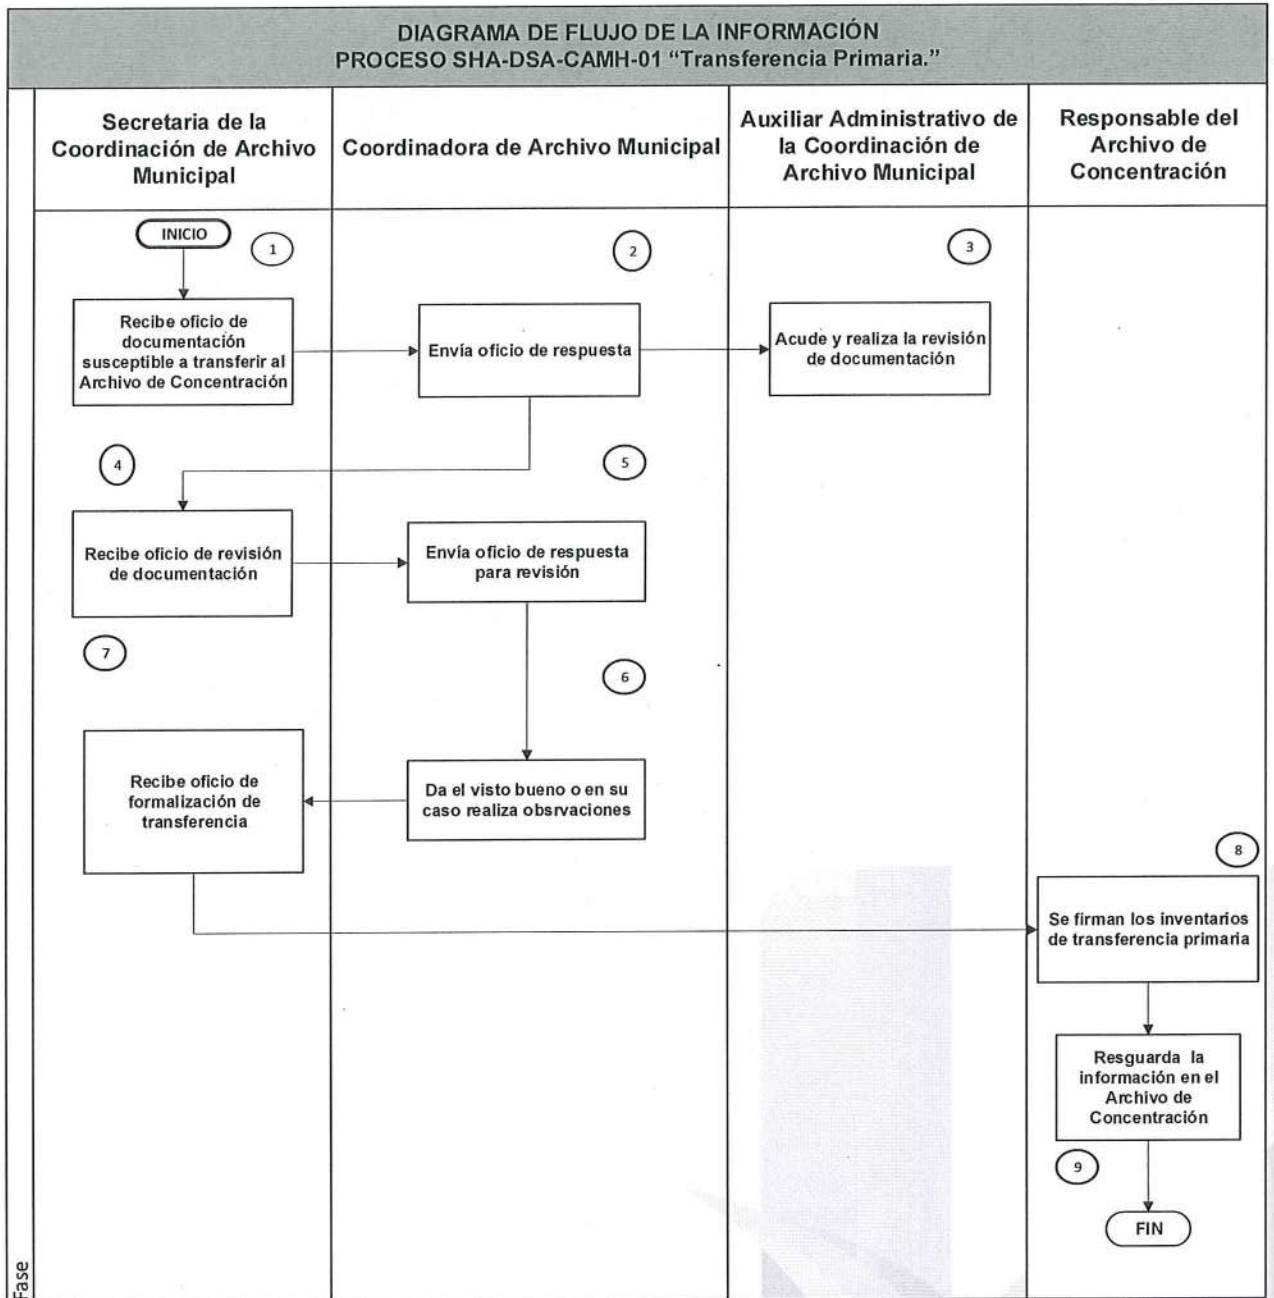 DIAGRAMA DE FLUJO DE LA INFORMACIÓN
PROCESO SHA-DSA-CAMH-01 “Transferencia Primaria.”
Secretaria de la
Coordinación de Archivo
Municipal
Coordinadora de Archivo Municipal
Auxiliar Administrativo de
la Coordinación de
Archivo Municipal
Responsable del
Archivo de
Concentración
INICIO
1
2
3
Recibe oficio de
documentación
susceptible a transferir al
Archivo de Concentración
Envía oficio de respuesta
Acude y realiza la revisión
de documentación
4
5
Recibe oficio de revisión
de documentación
Envía oficio de respuesta
para revisión
7
6
Recibe oficio de
formalización de
transferencia
Da el visto bueno o en su
caso realiza obsrvaciones
8
Se firman los inventarios
de transferencia primaria
Resguarda la
información en el
Archivo de
Concentración
9
FIN
Fase